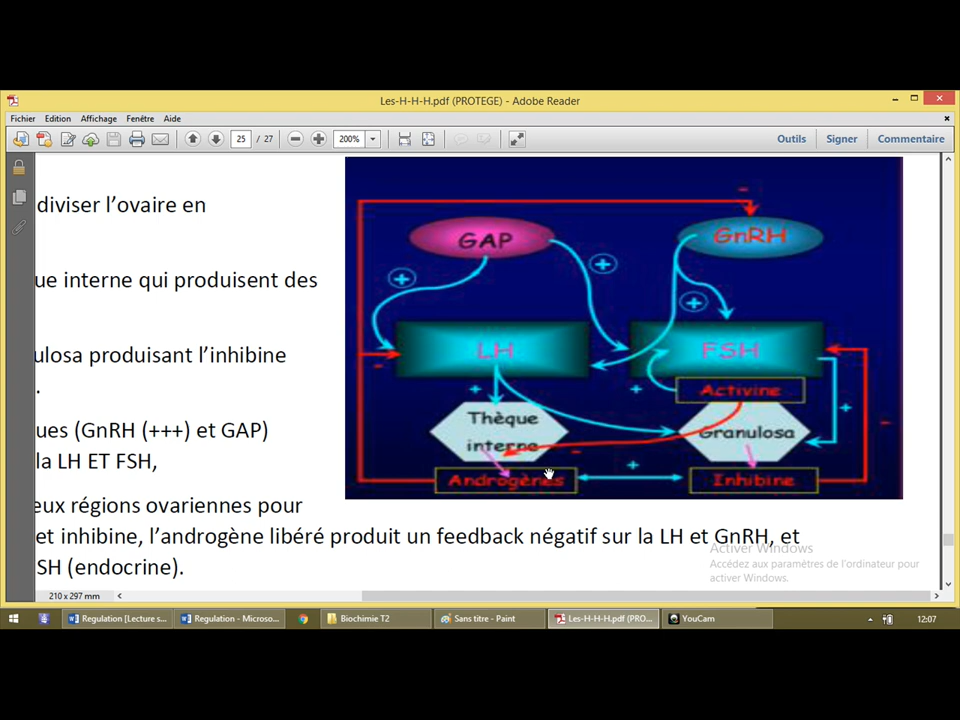 Les-H-H-H.pdf (PROTEGE) - Adobe Reader
Fichier Edition Affichage Fenêtre Aide
25 / 27 200% Outils Signer Commentaire
diviser l’ovaire en
ue interne qui produisent des
ulosa produisant l’inhibine
.
ques (GnRH (+++) et GAP)
la LH ET FSH,
eux régions ovariennes pour
et inhibine, l’androgène libéré produit un feedback négatif sur la LH et GnRH, et
SH (endocrine).
-
GAP GnRH
+ +
+
LH FSH
-
+ + Activine
+
Thèque
interne
Granulosa
-
-
+
Androgènes Inhibine
Activer Windows
Accédez aux paramètres de l'ordinateur pour
activer Windows.
210 x 297 mm
Regulation [Lecture s... Regulation - Microso... Biochimie T2 Sans titre - Paint Les-H-H-H.pdf (PRO... YouCam 12:07